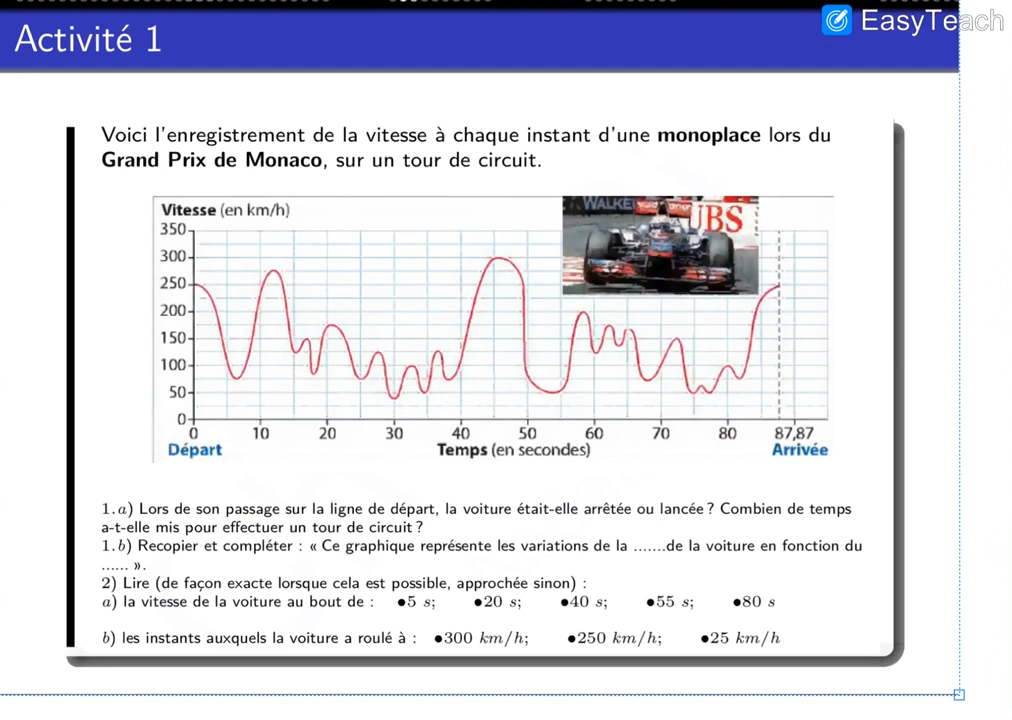 EasyTeach
Activité 1
Voici l'enregistrement de la vitesse à chaque instant d'une monoplace lors du
Grand Prix de Monaco, sur un tour de circuit.
Vitesse (en km/h)
WALKE
UBS
350
300
250
200
150
100
50
0
0 10 20 30 40 50 60 70 80 87,87
Départ Temps (en secondes) Arrivée
1.a) Lors de son passage sur la ligne de départ, la voiture était-elle arrêtée ou lancée ? Combien de temps
a-t-elle mis pour effectuer un tour de circuit ?
1.b) Recopier et compléter : « Ce graphique représente les variations de la .......de la voiture en fonction du
...... ».
2) Lire (de façon exacte lorsque cela est possible, approchée sinon) :
a) la vitesse de la voiture au bout de : •5 s; •20 s; •40 s; •55 s; •80 s
b) les instants auxquels la voiture a roulé à : •300 km/h; •250 km/h; •25 km/h